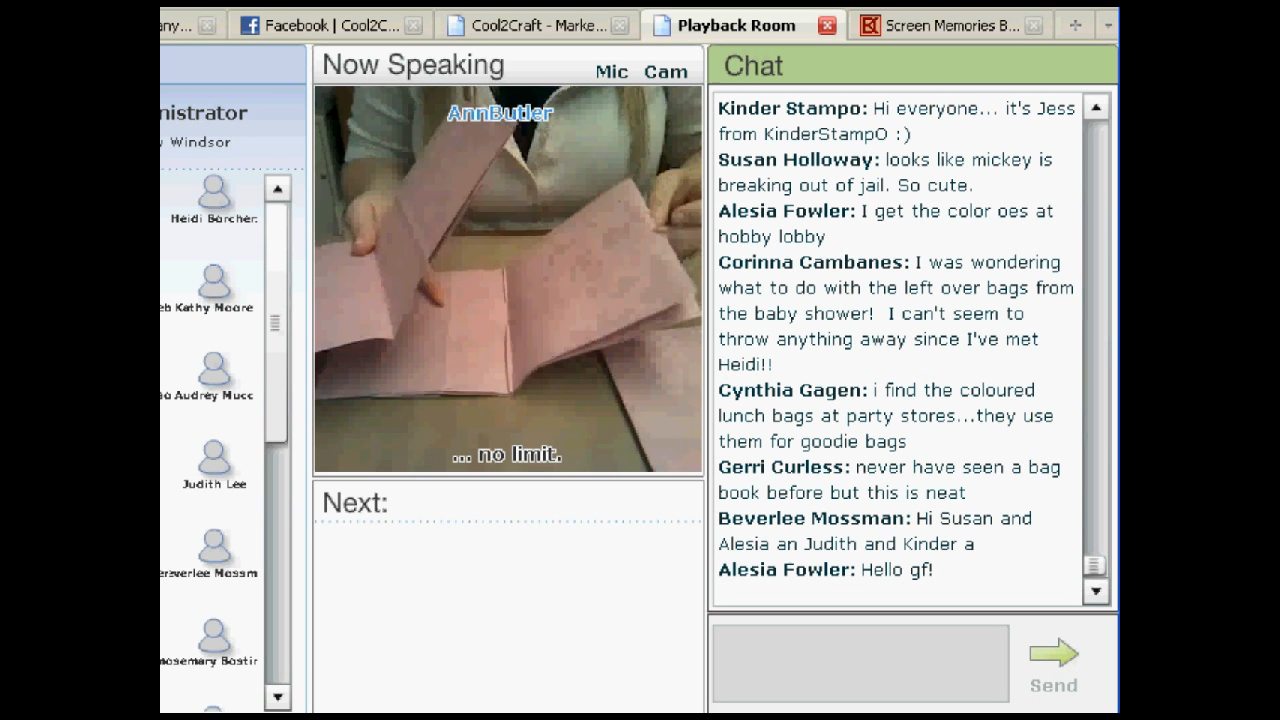 any...
Facebook | Cool2C...
Cool2Craft - Marke...
Playback Room
Screen Memories B...
nistrator
Windsor
Heidi Borcher
Kathy Moore
Audrey Mucc
Judith Lee
verlee Mossm
Now Speaking
Mic Cam
AnnButler
... no limit.
Next:
Chat
Kinder Stampo: Hi everyone... it's Jess
from KinderStampO :)
Susan Holloway: looks like mickey is
breaking out of jail. So cute.
Alesia Fowler: I get the color oes at
hobby lobby
Corinna Cambanes: I was wondering
what to do with the left over bags from
the baby shower! I can't seem to
throw anything away since I've met
Heidi!!
Cynthia Gagen: i find the coloured
lunch bags at party stores...they use
them for goodie bags
Gerri Curless: never have seen a bag
book before but this is neat
Beverlee Mossman: Hi Susan and
Alesia an Judith and Kinder a
Alesia Fowler: Hello gf!
Send